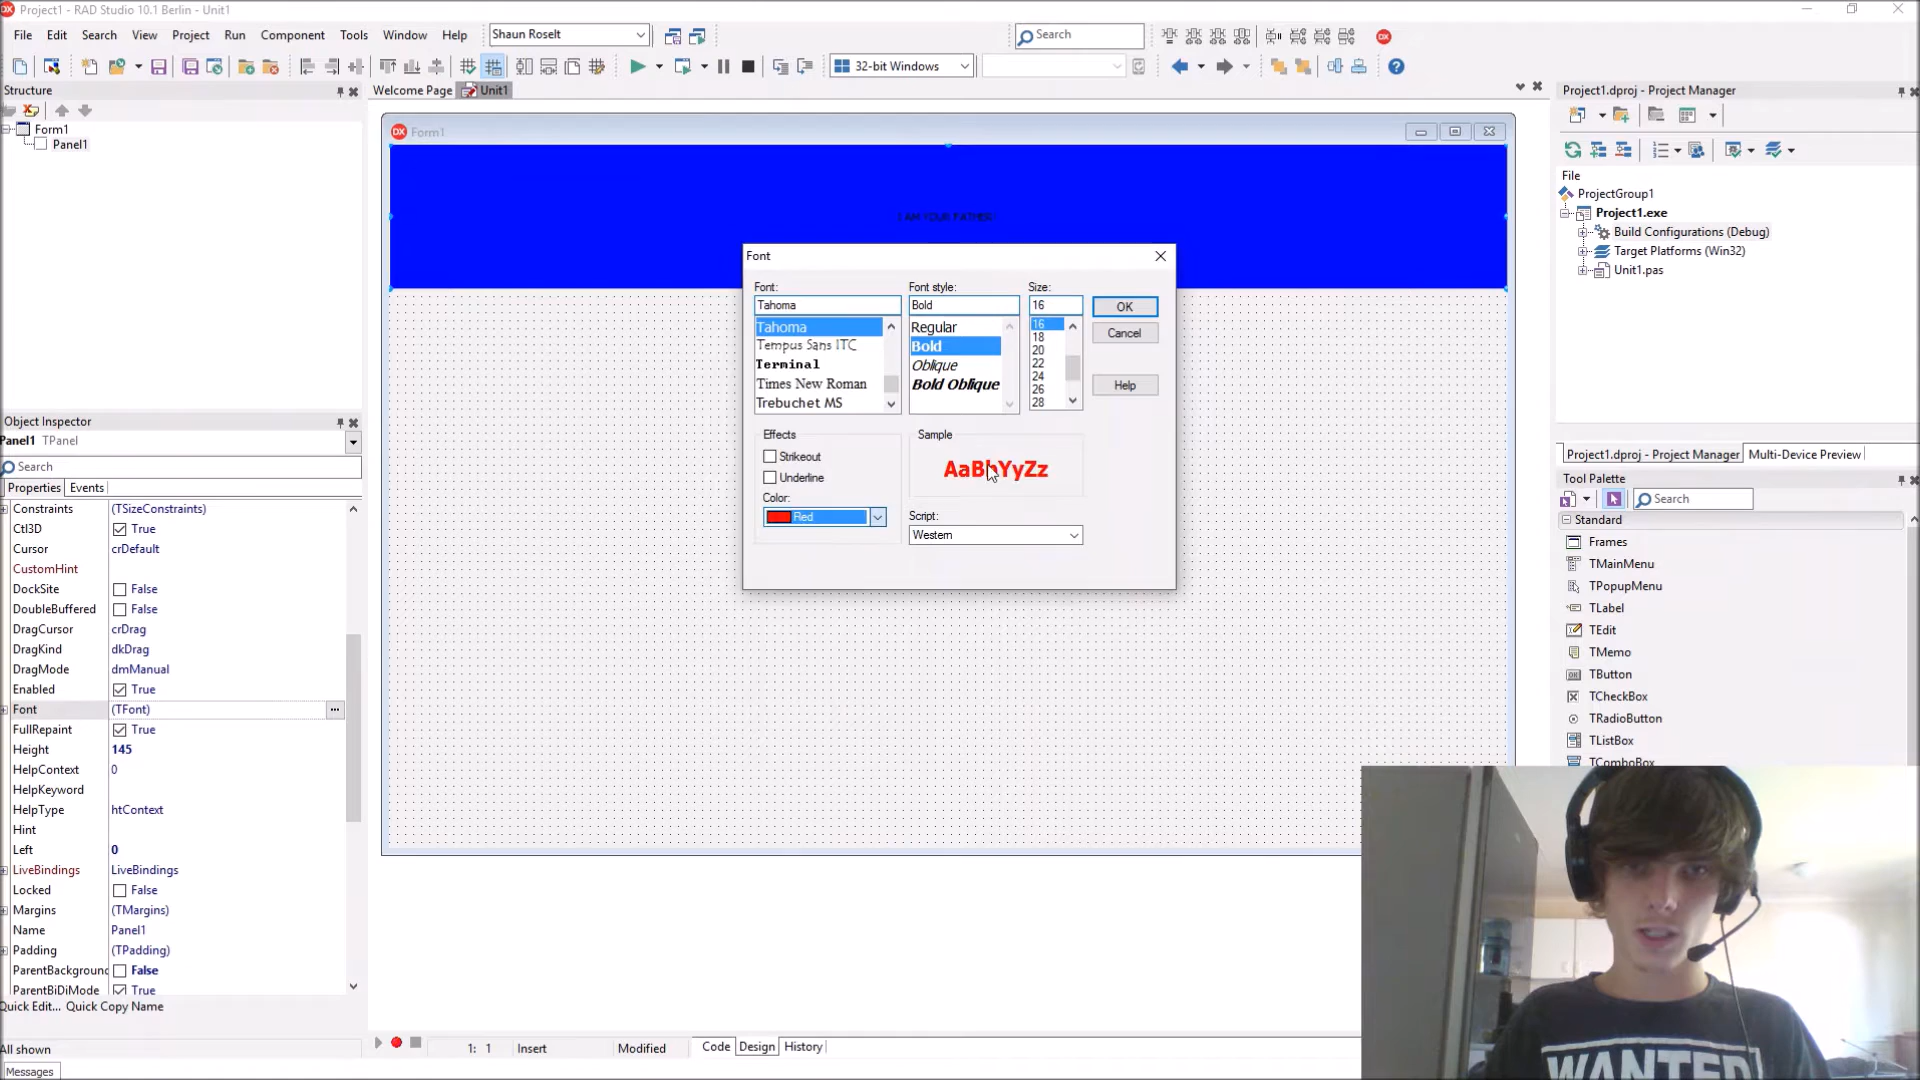 Project1 - RAD Studio 10.1 Berlin - Unit1
File Edit Search View Project Run Component Tools Window Help
Shaun Roselt
Search
32-bit Windows
Structure
Form1
Panel1
Welcome Page Unit1
Form1
I AM YOUR FATHER
Font
Font:
Tahoma
Tahoma
Tempus Sans ITC
Terminal
Times New Roman
Trebuchet MS
Font style:
Bold
Regular
Bold
Oblique
Bold Oblique
Size:
16
16
18
20
22
24
26
28
OK
Cancel
Help
Effects
Strikeout
Underline
Color:
Red
Sample
AaBbYyZz
Script:
Western
Object Inspector
Panel1 TPanel
Search
Properties Events
Constraints (TSizeConstraints)
Ctl3D True
Cursor crDefault
CustomHint
DockSite False
DoubleBuffered False
DragCursor crDrag
DragKind dkDrag
DragMode dmManual
Enabled True
Font (TFont) ...
FullRepaint True
Height 145
HelpContext 0
HelpKeyword
HelpType htContext
Hint
Left 0
LiveBindings LiveBindings
Locked False
Margins (TMargins)
Name Panel1
Padding (TPadding)
ParentBackground False
ParentBiDiMode True
Quick Edit... Quick Copy Name
All shown
Messages
1: 1 Insert Modified Code Design History
Project1.dproj - Project Manager
File
ProjectGroup1
Project1.exe
Build Configurations (Debug)
Target Platforms (Win32)
Unit1.pas
Project1.dproj - Project Manager Multi-Device Preview
Tool Palette
Search
Standard
Frames
TMainMenu
TPopupMenu
TLabel
TEdit
TMemo
TButton
TCheckBox
TRadioButton
TListBox
TComboBox
WANTED